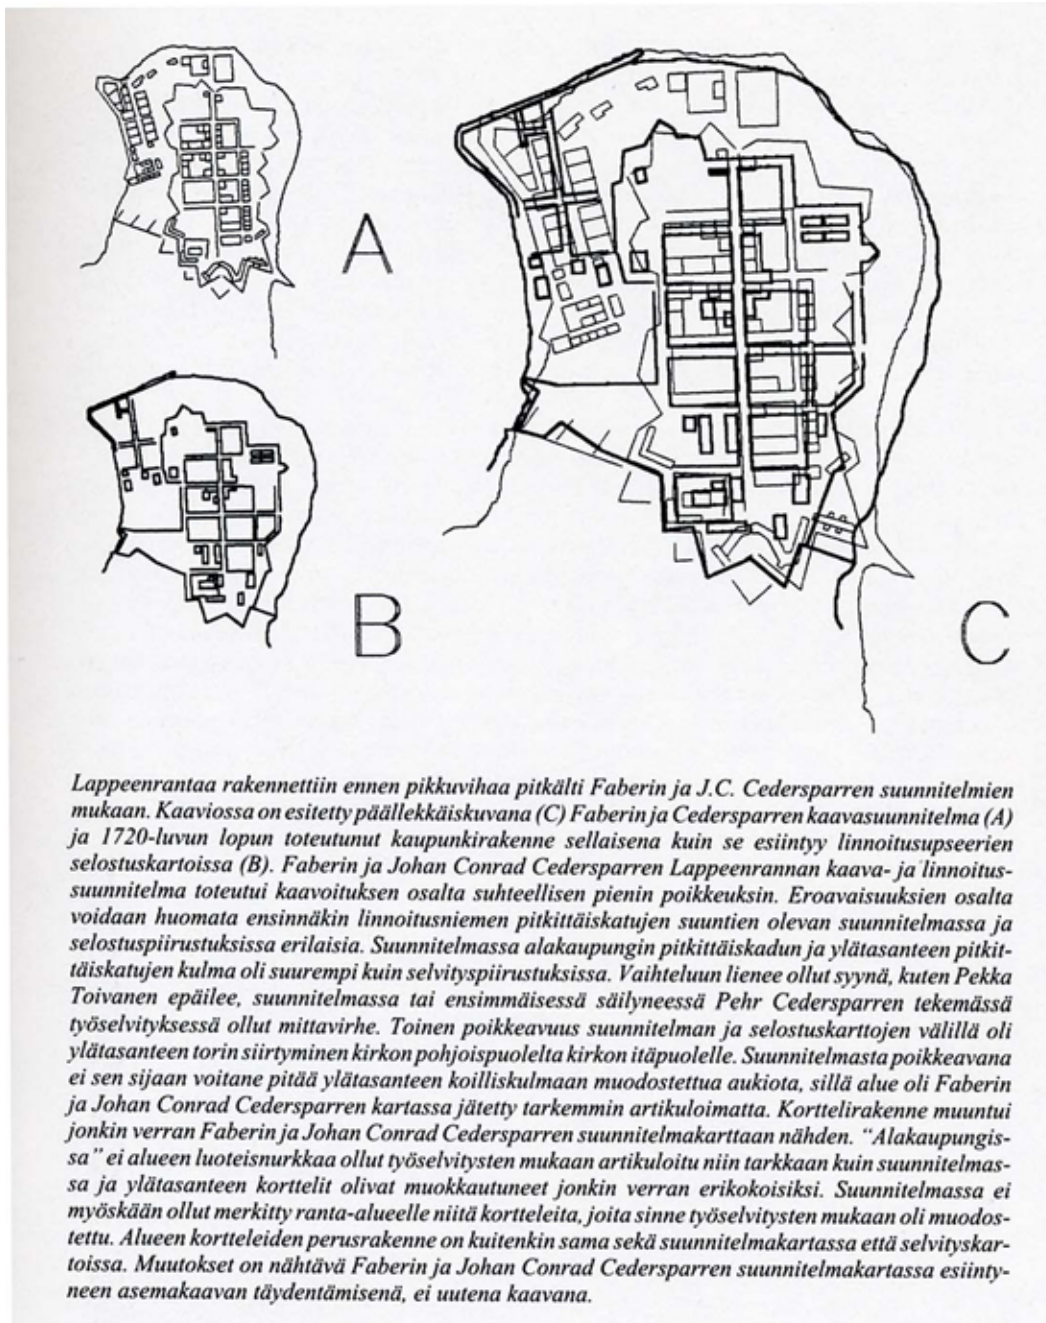 A
B
C
Lappeenrantaa rakennettiin ennen pikkuvihaa pitkälti Faberin ja J.C. Cedersparren suunnitelmien
mukaan. Kaaviossa on esitetty päällekkäiskuvana (C) Faberin ja Cedersparren kaavasuunnitelma (A)
ja 1720-luvun lopun toteutunut kaupunkirakenne sellaisena kuin se esiintyy linnoitusupseerien
selostuskartoissa (B). Faberin ja Johan Conrad Cedersparren Lappeenrannan kaava- ja linnoitus-
suunnitelma toteutui kaavoituksen osalta suhteellisen pienin poikkeuksin. Eroavaisuuksien osalta
voidaan huomata ensinnäkin linnoitusniemen pitkittäiskatujen suuntien olevan suunnitelmassa ja
selostuspiirustuksissa erilaisia. Suunnitelmassa alakaupungin pitkittäiskadun ja ylätasanteen pitkit-
täiskatujen kulma oli suurempi kuin selvityspiirustuksissa. Vaihteluun lienee ollut syynä, kuten Pekka
Toivanen epäilee, suunnitelmassa tai ensimmäisessä säilyneessä Pehr Cedersparren tekemässä
työselvityksessä ollut mittavirhe. Toinen poikkeavuus suunnitelman ja selostuskarttojen välillä oli
ylätasanteen torin siirtyminen kirkon pohjoispuolelta kirkon itäpuolelle. Suunnitelmasta poikkeavana
ei sen sijaan voitane pitää ylätasanteen koilliskulmaan muodostettua aukiota, sillä alue oli Faberin
ja Johan Conrad Cedersparren kartassa jätetty tarkemmin artikuloimatta. Korttelirakenne muuntui
jonkin verran Faberin ja Johan Conrad Cedersparren suunnitelmakarttaan nähden. "Alakaupungis-
sa" ei alueen luoteisnurkkaa ollut työselvitysten mukaan artikuloitu niin tarkkaan kuin suunnitelmas-
sa ja ylätasanteen korttelit olivat muokkautuneet jonkin verran erikokoisiksi. Suunnitelmassa ei
myöskään ollut merkitty ranta-alueelle niitä kortteleita, joita sinne työselvitysten mukaan oli muodos-
tettu. Alueen kortteleiden perusrakenne on kuitenkin sama sekä suunnitelmakartassa että selvityskar-
toissa. Muutokset on nähtävä Faberin ja Johan Conrad Cedersparren suunnitelmakartassa esiinty-
neen asemakaavan täydentämisenä, ei uutena kaavana.